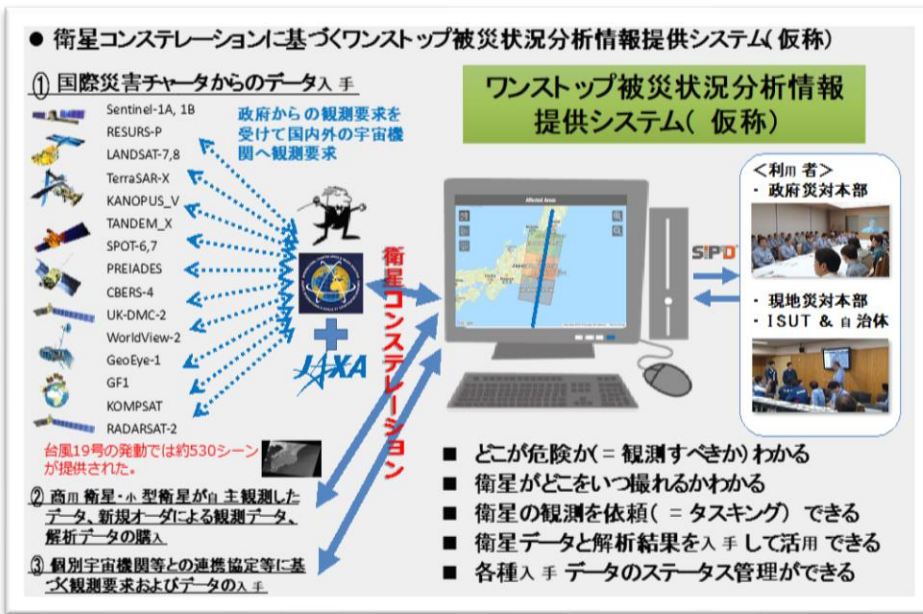 ● 衛星コンステレーションに基づくワンストップ被災状況分析情報提供システム(仮称)
① 国際災害チャータからのデータ入手
Sentinel-1A, 1B
RESURS-P
LANDSAT-7,8
TerraSAR-X
KANOPUS_V
TANDEM_X
SPOT-6,7
PREIADES
CBERS-4
UK-DMC-2
WorldView-2
GeoEye-1
GF1
KOMPSAT
RADARSAT-2
政府からの観測要求を
受けて国内外の宇宙機
関へ観測要求
台風19号の発動では約530シーン
が提供された。
② 商用衛星・小型衛星が自主観測した
データ、新規オーダによる観測データ、
解析データの購入
③ 個別宇宙機関等との連携協定等に基
づく観測要求およびデータの入手
JAXA
衛星コンステレーション
ワンストップ被災状況分析情報
提供システム( 仮称)
Affected Areas
SIP4D
<利用者>
・ 政府災対本部
・ 現地災対本部
・ ISUT & 自治体
■ どこが危険か(= 観測すべきか)わかる
■ 衛星がどこをいつ撮れるかわかる
■ 衛星の観測を依頼( = タスキング) できる
■ 衛星データと解析結果を入手して活用できる
■ 各種入手データのステータス管理ができる